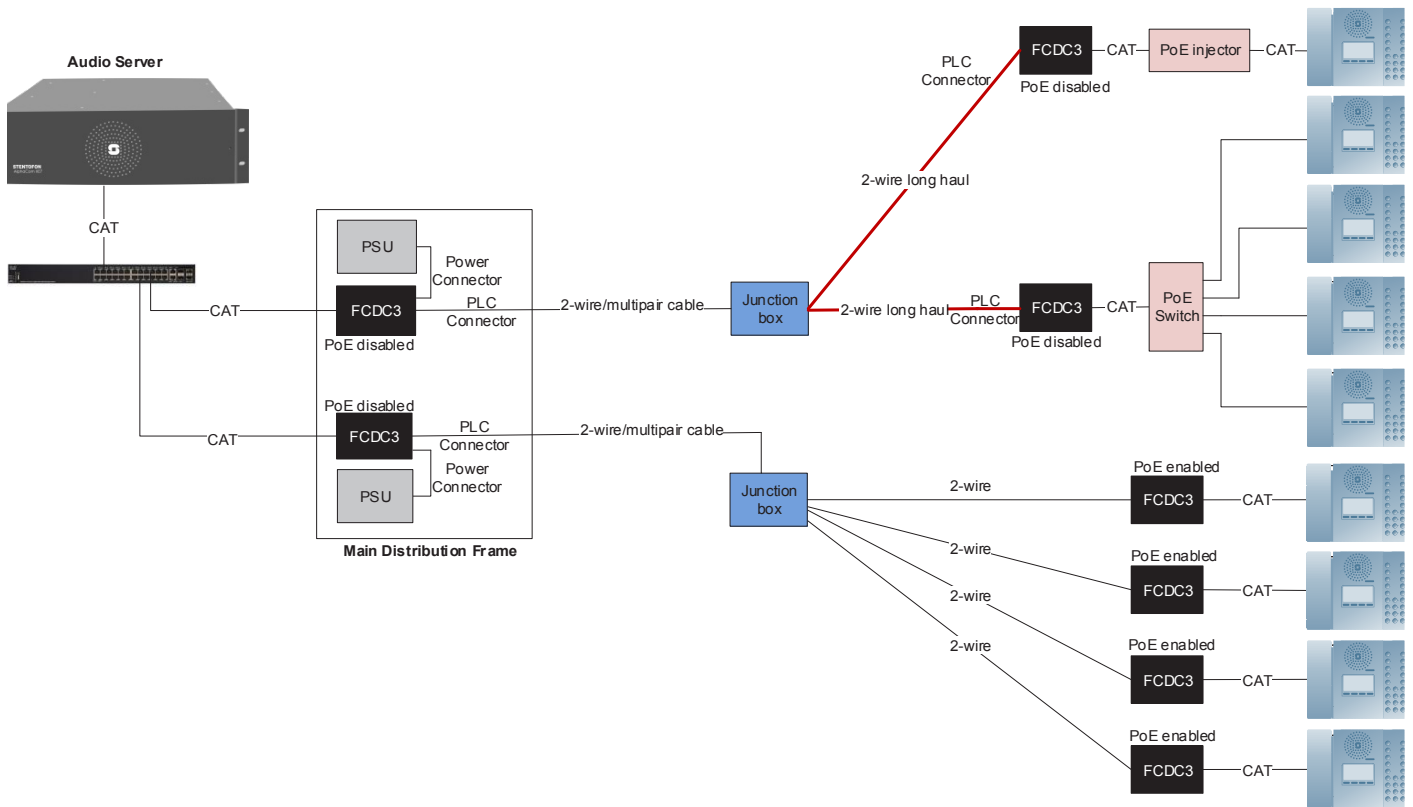 Audio Server
STENTOFON
AlphaCom XE7
CAT
CAT
CAT
PSU
Power
Connector
FCDC3
PoE disabled
PLC
Connector
2-wire/multipair cable
PoE disabled
FCDC3
PLC
Connector
Power
Connector
PSU
2-wire/multipair cable
Main Distribution Frame
Junction
box
2-wire long haul
PLC
Connector
FCDC3
PoE disabled
CAT
PoE injector
CAT
2-wire long haul
PLC
Connector
FCDC3
PoE disabled
CAT
PoE
Switch
Junction
box
2-wire
PoE enabled
FCDC3
CAT
2-wire
PoE enabled
FCDC3
CAT
2-wire
PoE enabled
FCDC3
CAT
2-wire
PoE enabled
FCDC3
CAT